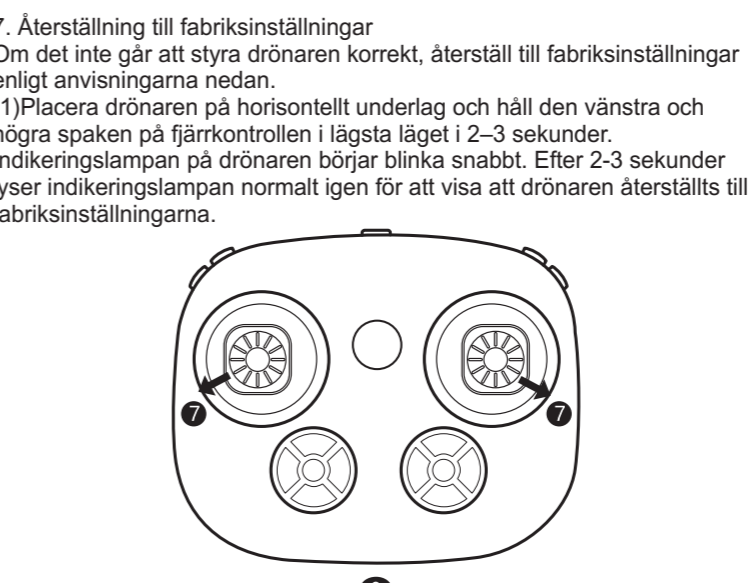 7. Återställning till fabriksinställningar
Om det inte går att styra drönaren korrekt, återställ till fabriksinställningar
enligt anvisningarna nedan.
1)Placera drönaren på horisontellt underlag och håll den vänstra och
högra spaken på fjärrkontrollen i lägsta läget i 2–3 sekunder.
Indikeringslampan på drönaren börjar blinka snabbt. Efter 2-3 sekunder
lyser indikeringslampan normalt igen för att visa att drönaren återställts till
fabriksinställningarna.
7 7